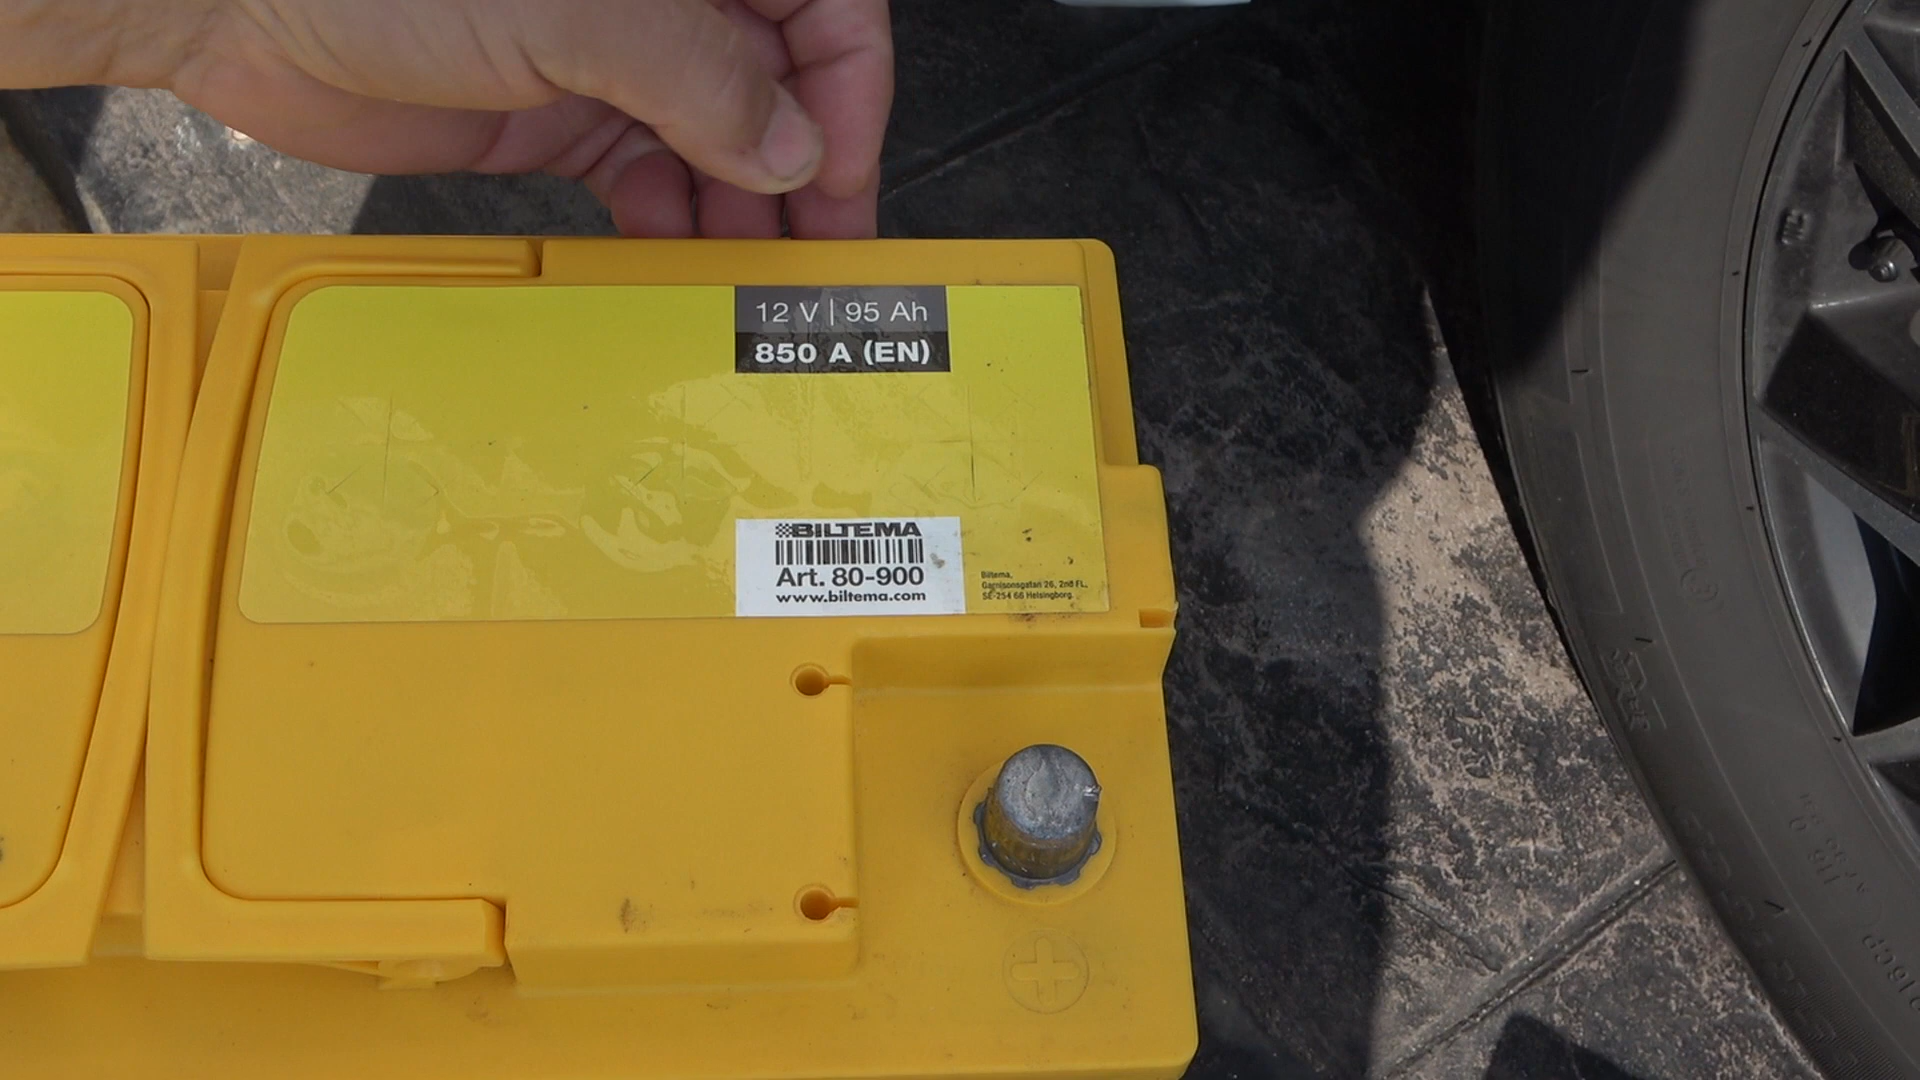 12 V | 95 Ah
850 A (EN)
BILTEMA
Art. 80-900
www.biltema.com
Biltema,
Garnisonsgatan 26, 2nd FL,
SE-254 66 Helsingborg.
+